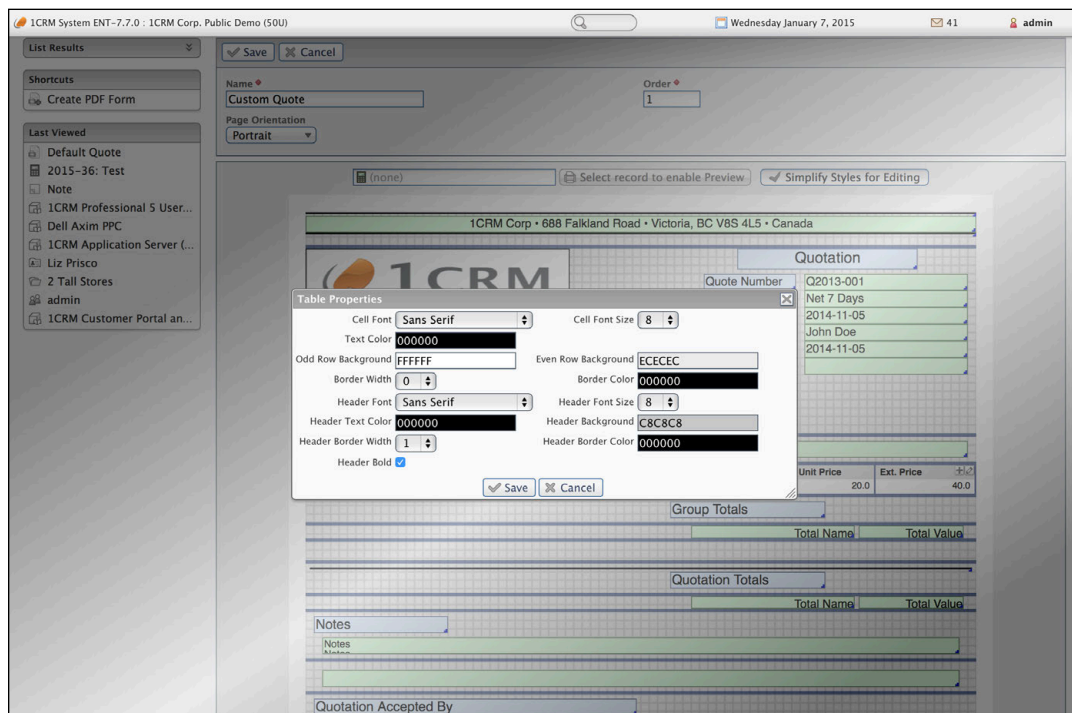 1CRM System ENT-7.7.0 : 1CRM Corp. Public Demo (50U)
Wednesday January 7, 2015
41
admin
List Results
Shortcuts
Create PDF Form
Last Viewed
Default Quote
2015-36: Test
Note
1CRM Professional 5 User...
Dell Axim PPC
1CRM Application Server (...
Liz Prisco
2 Tall Stores
admin
1CRM Customer Portal an...
Save Cancel
Name Order
Custom Quote 1
Page Orientation
Portrait
(none) Select record to enable Preview Simplify Styles for Editing
1CRM Corp • 688 Falkland Road • Victoria, BC V8S 4L5 • Canada
1CRM
Quotation
Quote Number Q2013-001
Net 7 Days
2014-11-05
John Doe
2014-11-05
Table Properties
Cell Font Sans Serif Cell Font Size 8
Text Color 000000
Odd Row Background FFFFFF Even Row Background ECECEC
Border Width 0 Border Color 000000
Header Font Sans Serif Header Font Size 8
Header Text Color 000000 Header Background C8C8C8
Header Border Width 1 Header Border Color 000000
Header Bold
Save Cancel
Unit Price Ext. Price
20.0 40.0
Group Totals
Total Name Total Value
Quotation Totals
Total Name Total Value
Notes
Notes
Notes
Quotation Accepted By